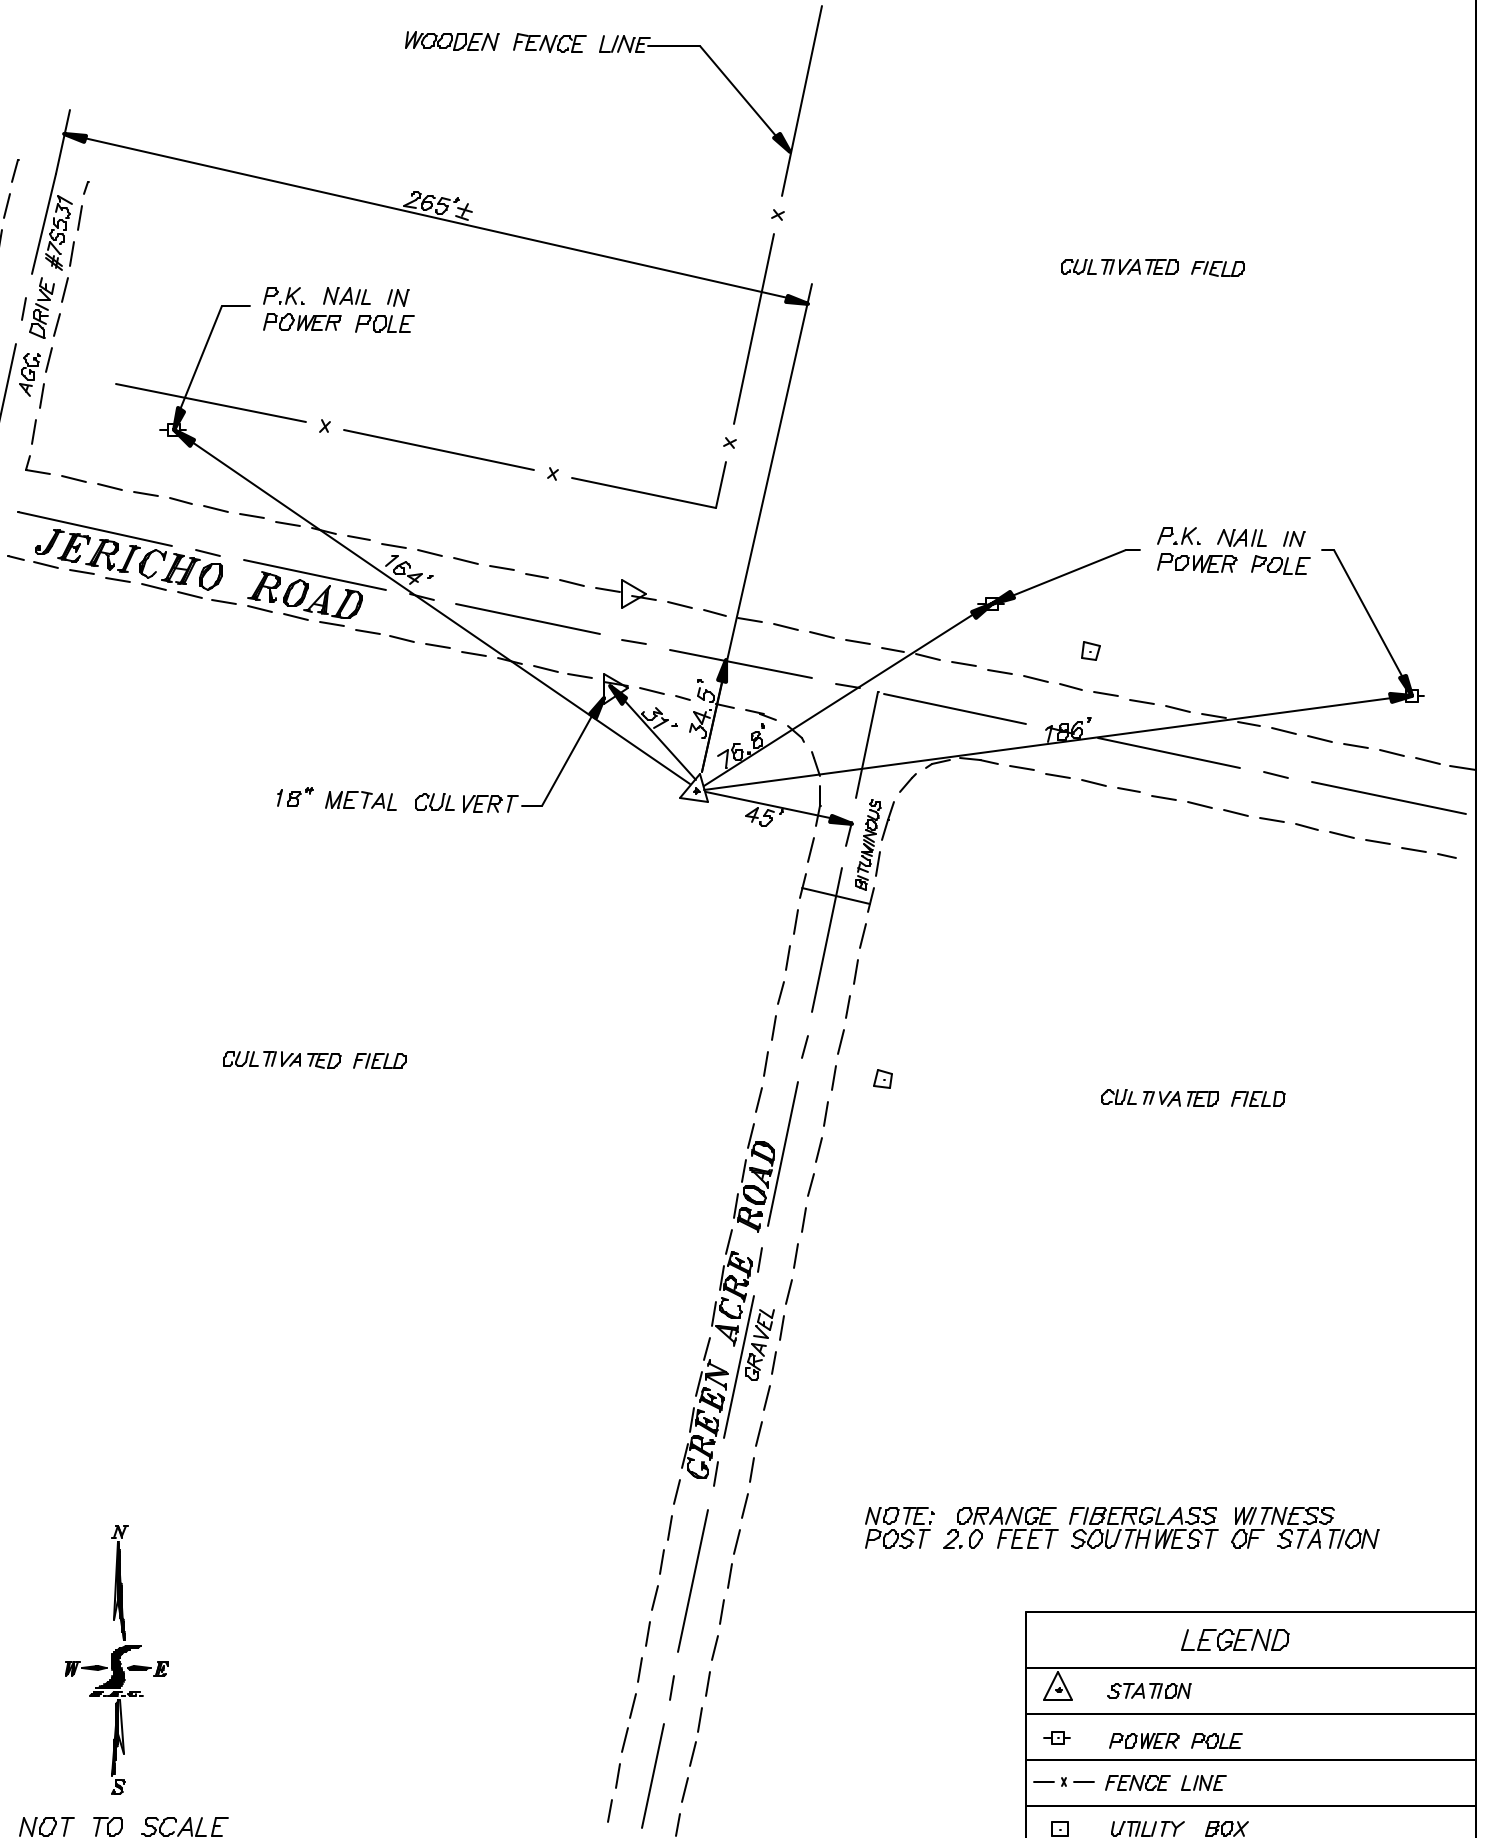 WOODEN FENCE LINE
265'±
AGG. DRIVE #7S531
CULTIVATED FIELD
P.K. NAIL IN
POWER POLE
P.K. NAIL IN
POWER POLE
JERICHO ROAD
164'
31'
34.5'
76.8'
186'
45'
18" METAL CULVERT
BITUMINOUS
CULTIVATED FIELD
CULTIVATED FIELD
GREEN ACRE ROAD
GRAVEL
NOTE: ORANGE FIBERGLASS WITNESS
POST 2.0 FEET SOUTHWEST OF STATION
N
W E
S
NOT TO SCALE
LEGEND
STATION
POWER POLE
FENCE LINE
UTILITY BOX